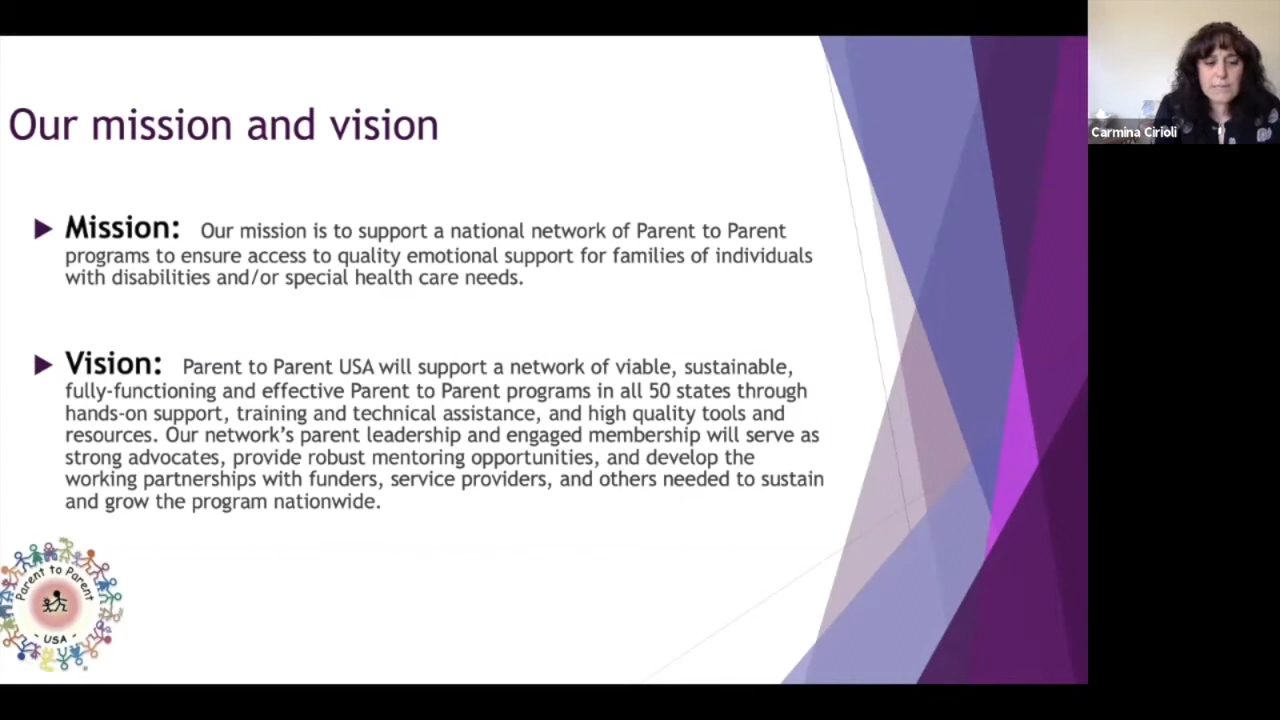 Our mission and vision
Mission: Our mission is to support a national network of Parent to Parent
programs to ensure access to quality emotional support for families of individuals
with disabilities and/or special health care needs.
Vision: Parent to Parent USA will support a network of viable, sustainable,
fully-functioning and effective Parent to Parent programs in all 50 states through
hands-on support, training and technical assistance, and high quality tools and
resources. Our network's parent leadership and engaged membership will serve as
strong advocates, provide robust mentoring opportunities, and develop the
working partnerships with funders, service providers, and others needed to sustain
and grow the program nationwide.
Parent to Parent
- USA -
Carmina Cirioli